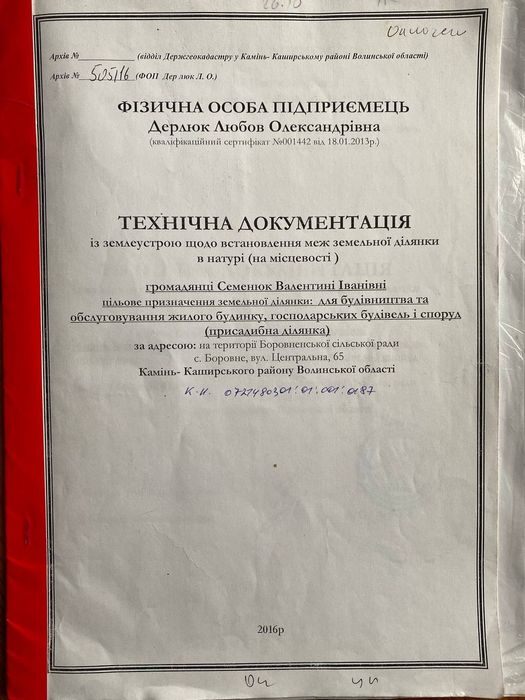 26.10
Оплочен
Архів №____________ (відділ Держгеокадастру у Камінь- Каширському районі Волинської області)
Архів № 505/16 (ФОП Дерлюк Л. О.)
ФІЗИЧНА ОСОБА ПІДПРИЄМЕЦЬ
Дерлюк Любов Олександрівна
(кваліфікаційний сертифікат №001442 від 18.01.2013р.)
ТЕХНІЧНА ДОКУМЕНТАЦІЯ
із землеустрою щодо встановлення меж земельної ділянки
в натурі (на місцевості )
громадянці Семенюк Валентині Іванівні
цільове призначення земельної ділянки: для будівництва та
обслуговування жилого будинку, господарських будівель і споруд
(присадибна ділянка)
за адресою: на території Боровненської сільської ради
с. Боровне, вул. Центральна, 65
Камінь- Каширського району Волинської області
К.н. 0721480301:01:001:0187
2016р